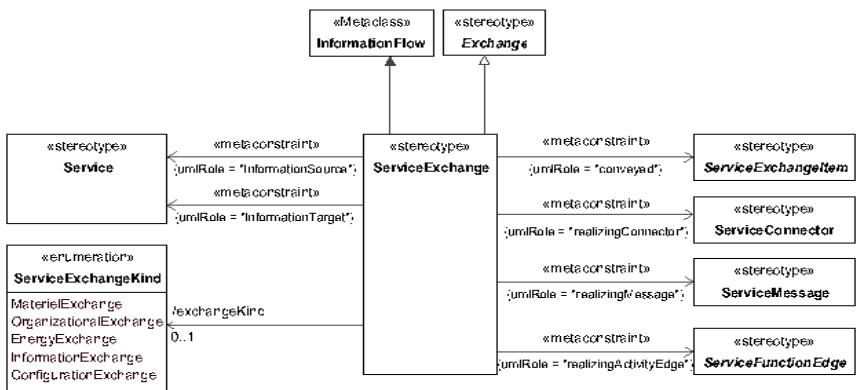 «Metaclass»
InformationFlow
«stereotype»
Exchange
«stereotype»
Service
«metaconstraint»
{umlRole = "InformationSource"}
«metaconstraint»
{umlRole = "InformationTarget"}
«stereotype»
ServiceExchange
«metaconstraint»
{umlRole = "conveyed"}
«stereotype»
ServiceExchangeItem
«metaconstraint»
{umlRole = "realizingConnector"}
«stereotype»
ServiceConnector
«metaconstraint»
{umlRole = "realizingMessage"}
«stereotype»
ServiceMessage
«metaconstraint»
{umlRole = "realizingActivityEdge"}
«stereotype»
ServiceFunctionEdge
«enumeration»
ServiceExchangeKind
MaterielExchange
OrganizationalExchange
EnergyExchange
InformationExchange
ConfigurationExchange
/exchangeKind
0..1